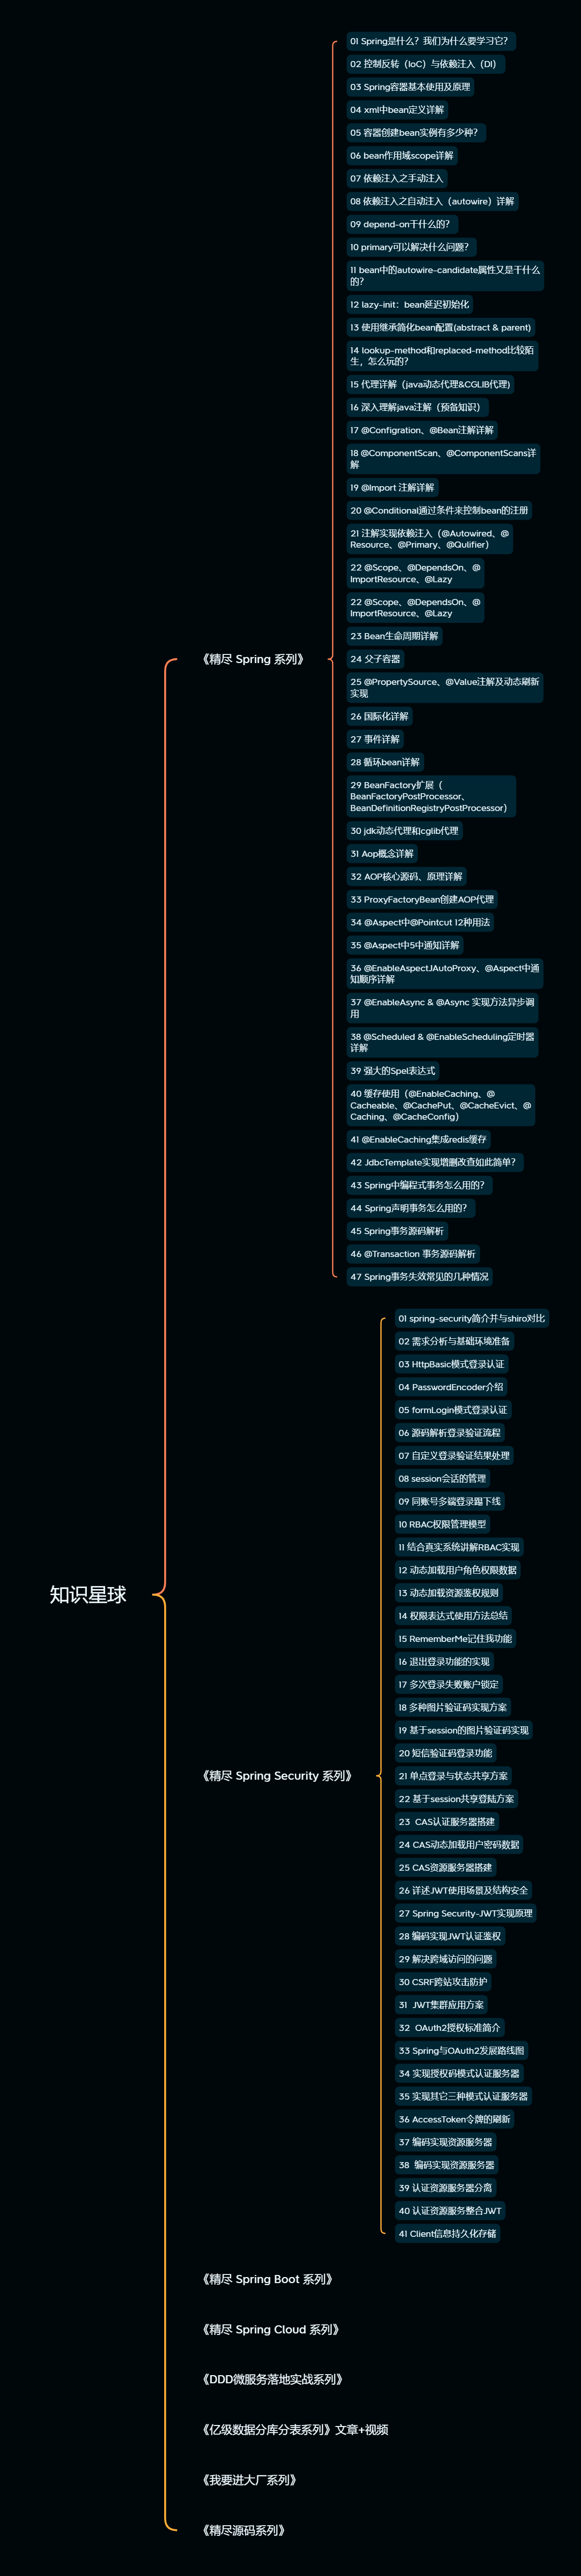 知识星球
《精尽 Spring 系列》
01 Spring是什么？我们为什么要学习它？
02 控制反转（IoC）与依赖注入（DI）
03 Spring容器基本使用及原理
04 xml中bean定义详解
05 容器创建bean实例有多少种？
06 bean作用域scope详解
07 依赖注入之手动注入
08 依赖注入之自动注入（autowire）详解
09 depend-on干什么的？
10 primary可以解决什么问题？
11 bean中的autowire-candidate属性又是干什么
的？
12 lazy-init：bean延迟初始化
13 使用继承简化bean配置(abstract & parent)
14 lookup-method和replaced-method比较陌
生，怎么玩的？
15 代理详解（java动态代理&CGLIB代理)
16 深入理解java注解（预备知识）
17 @Configration、@Bean注解详解
18 @ComponentScan、@ComponentScans详
解
19 @Import 注解详解
20 @Conditional通过条件来控制bean的注册
21 注解实现依赖注入（@Autowired、@
Resource、@Primary、@Qulifier）
22 @Scope、@DependsOn、@
ImportResource、@Lazy
22 @Scope、@DependsOn、@
ImportResource、@Lazy
23 Bean生命周期详解
24 父子容器
25 @PropertySource、@Value注解及动态刷新
实现
26 国际化详解
27 事件详解
28 循环bean详解
29 BeanFactory扩展（
BeanFactoryPostProcessor、
BeanDefinitionRegistryPostProcessor）
30 jdk动态代理和cglib代理
31 Aop概念详解
32 AOP核心源码、原理详解
33 ProxyFactoryBean创建AOP代理
34 @Aspect中@Pointcut 12种用法
35 @Aspect中5中通知详解
36 @EnableAspectJAutoProxy、@Aspect中通
知顺序详解
37 @EnableAsync & @Async 实现方法异步调
用
38 @Scheduled & @EnableScheduling定时器
详解
39 强大的Spel表达式
40 缓存使用（@EnableCaching、@
Cacheable、@CachePut、@CacheEvict、@
Caching、@CacheConfig）
41 @EnableCaching集成redis缓存
42 JdbcTemplate实现增删改查如此简单？
43 Spring中编程式事务怎么用的？
44 Spring声明事务怎么用的？
45 Spring事务源码解析
46 @Transaction 事务源码解析
47 Spring事务失效常见的几种情况
《精尽 Spring Security 系列》
01 spring-security简介并与shiro对比
02 需求分析与基础环境准备
03 HttpBasic模式登录认证
04 PasswordEncoder介绍
05 formLogin模式登录认证
06 源码解析登录验证流程
07 自定义登录验证结果处理
08 session会话的管理
09 同账号多端登录踢下线
10 RBAC权限管理模型
11 结合真实系统讲解RBAC实现
12 动态加载用户角色权限数据
13 动态加载资源鉴权规则
14 权限表达式使用方法总结
15 RememberMe记住我功能
16 退出登录功能的实现
17 多次登录失败账户锁定
18 多种图片验证码实现方案
19 基于session的图片验证码实现
20 短信验证码登录功能
21 单点登录与状态共享方案
22 基于session共享登陆方案
23  CAS认证服务器搭建
24 CAS动态加载用户密码数据
25 CAS资源服务器搭建
26 详述JWT使用场景及结构安全
27 Spring Security-JWT实现原理
28 编码实现JWT认证鉴权
29 解决跨域访问的问题
30 CSRF跨站攻击防护
31  JWT集群应用方案
32  OAuth2授权标准简介
33 Spring与OAuth2发展路线图
34 实现授权码模式认证服务器
35 实现其它三种模式认证服务器
36 AccessToken令牌的刷新
37 编码实现资源服务器
38  编码实现资源服务器
39 认证资源服务器分离
40 认证资源服务整合JWT
41 Client信息持久化存储
《精尽 Spring Boot 系列》
《精尽 Spring Cloud 系列》
《DDD微服务落地实战系列》
《亿级数据分库分表系列》文章+视频
《我要进大厂系列》
《精尽源码系列》